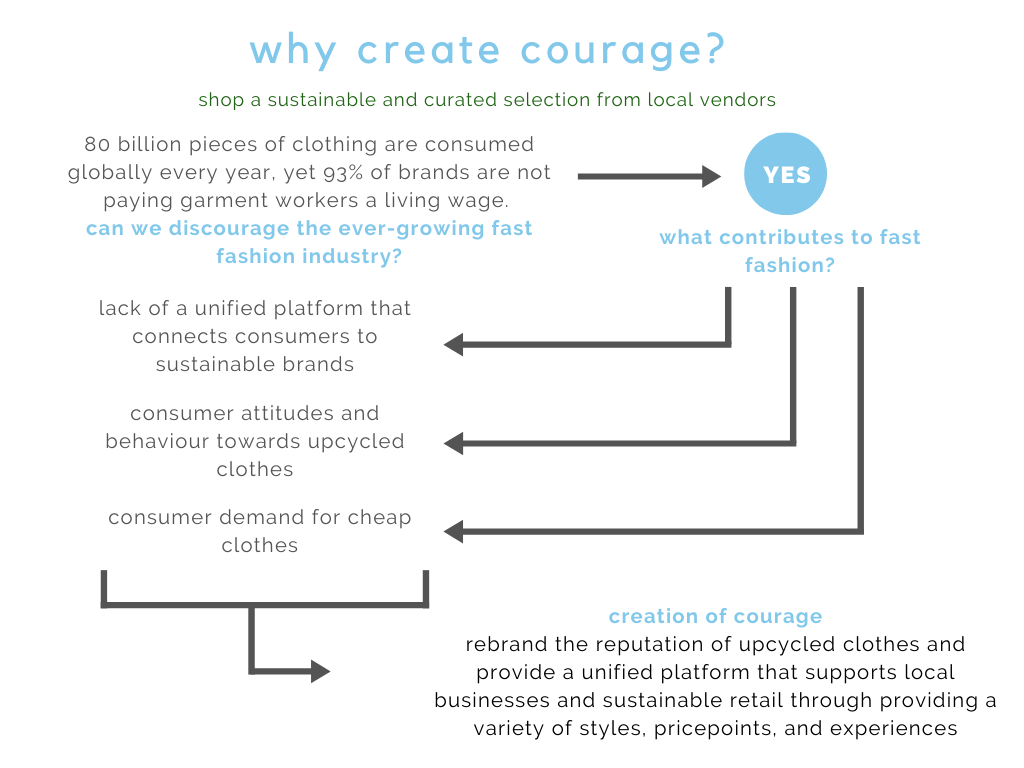 why create courage?
shop a sustainable and curated selection from local vendors
80 billion pieces of clothing are consumed
globally every year, yet 93% of brands are not
paying garment workers a living wage.
can we discourage the ever-growing fast
fashion industry?
YES
what contributes to fast
fashion?
lack of a unified platform that
connects consumers to
sustainable brands
consumer attitudes and
behaviour towards upcycled
clothes
consumer demand for cheap
clothes
creation of courage
rebrand the reputation of upcycled clothes and
provide a unified platform that supports local
businesses and sustainable retail through providing a
variety of styles, pricepoints, and experiences